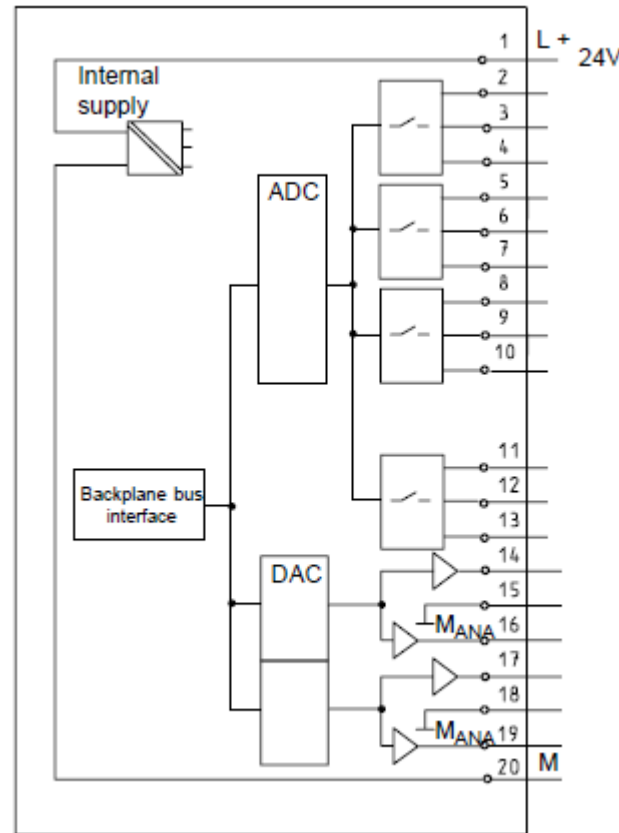 1 L + 24V
Internal
supply
2
3
4
ADC
5
6
7
8
9
10
11
Backplane bus
interface
12
13
DAC
14
15
MANA 16
17
18
MANA 19
20 M